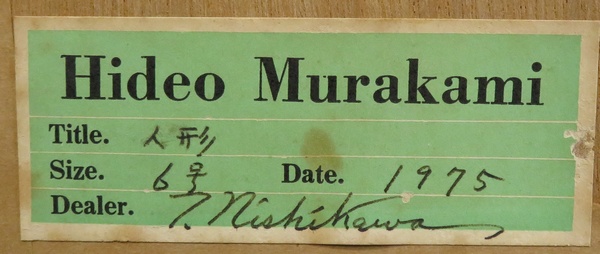 Hideo Murakami
Title. 人形
Size. 6号 Date. 1975
Dealer. T. Nishikawa